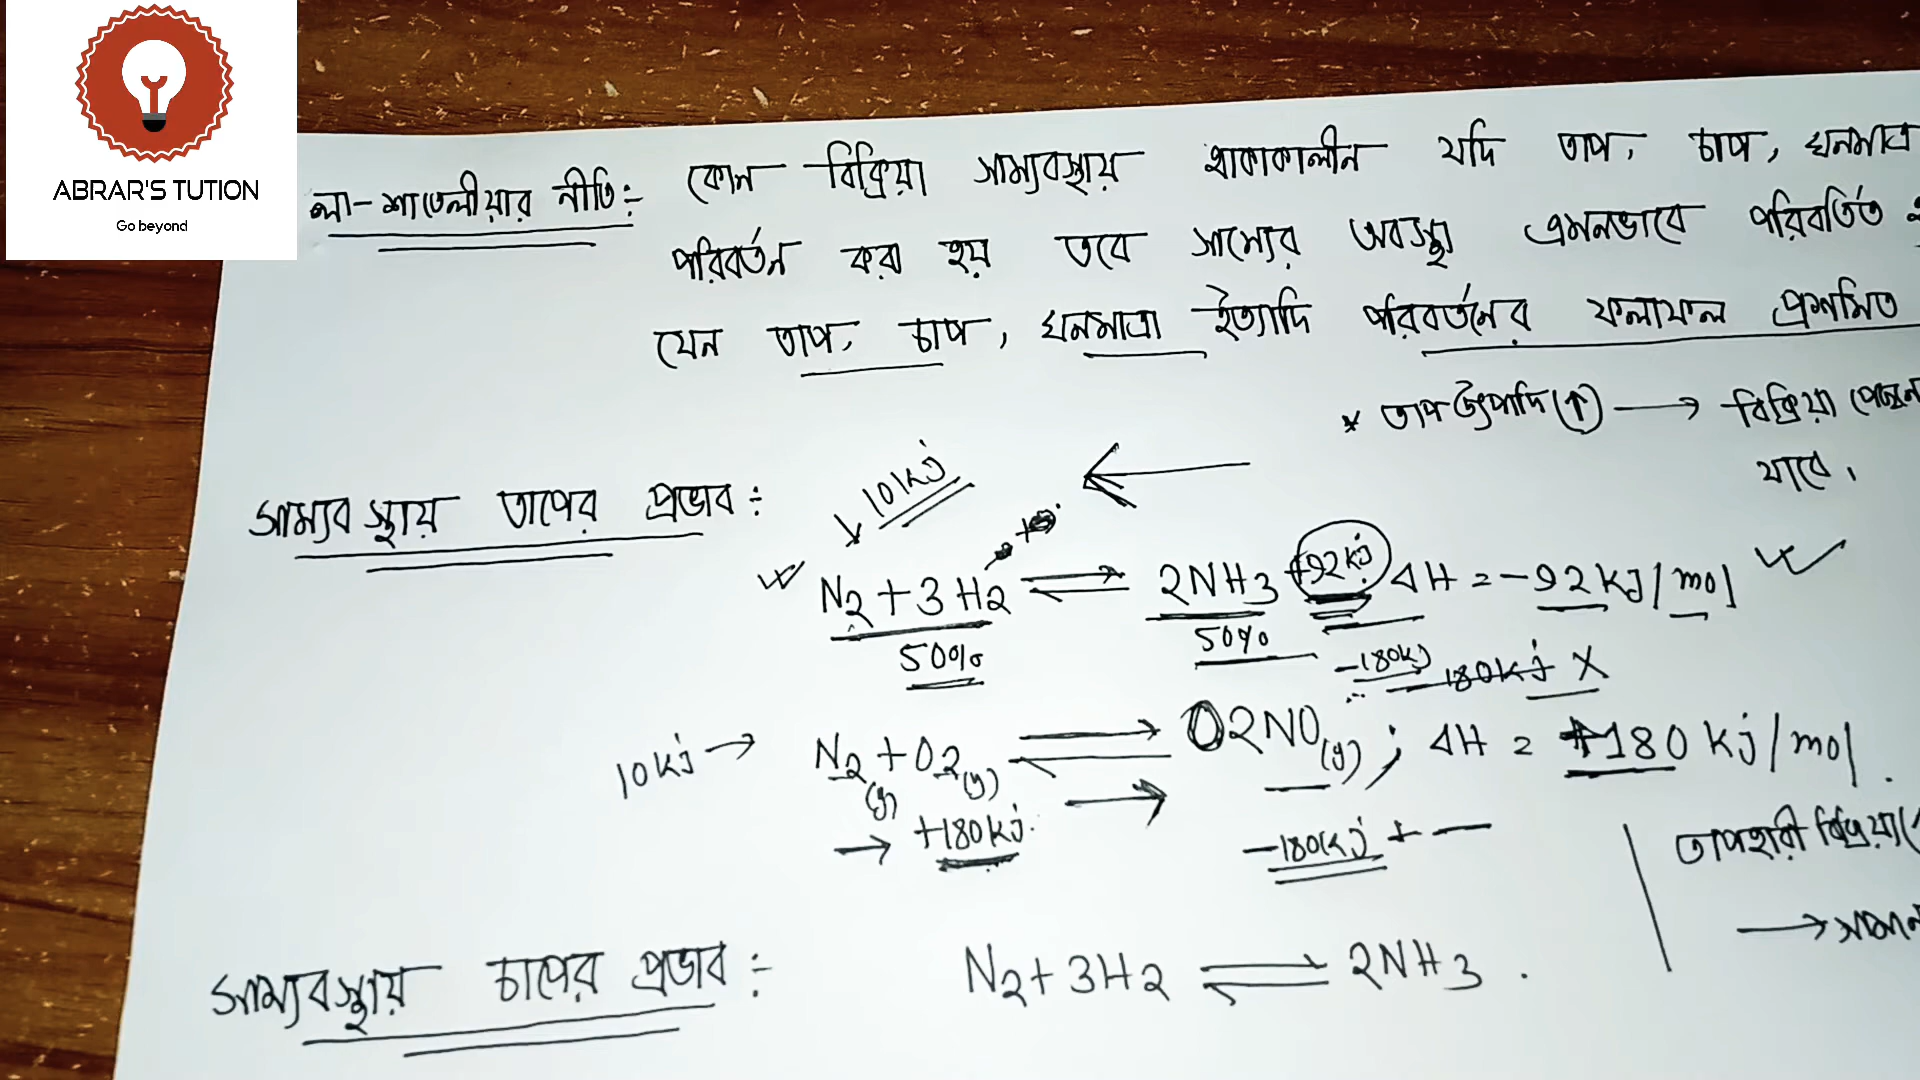 ABRAR'S TUTION
Go beyond
লা-শাতেলীয়ার নীতি:- কোন বিক্রিয়া সাম্যবস্থায় থাকাকালীন যদি তাপ, চাপ, ঘনমাত্রা
পরিবর্তন করা হয় তবে সাম্যের অবস্থা এমনভাবে পরিবর্তিত
যেন তাপ, চাপ, ঘনমাত্রা ইত্যাদি পরিবর্তনের ফলাফল প্রশমিত
* তাপ উৎপাদি (↑) → বিক্রিয়া পেছনে
যাবে।
10kj
সাম্যবস্থায় তাপের প্রভাব :-
N2 + 3H2 ⇌ 2NH3 +92kj ΔH = -92kJ/mol
50% 50%
-180kJ 180kJ X
10kj → N2(g) + O2(g) ⇌ 2NO(g) ; ΔH = +180 kj/mol.
→ +180kj. -180kj + -
তাপহারী বিক্রিয়া
সাম্যবস্থায় চাপের প্রভাব :- N2 + 3H2 ⇌ 2NH3 .